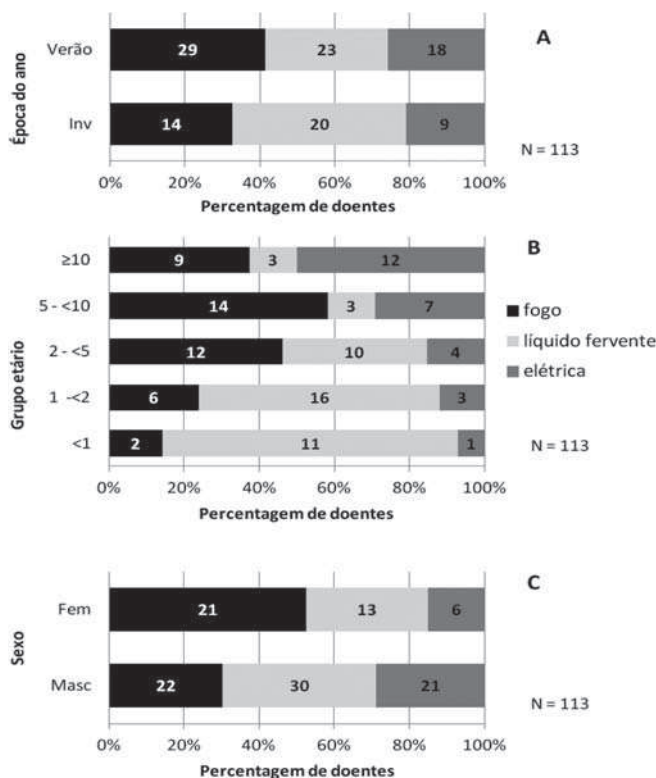 A
Época do ano
Verão
29
23
18
Inv
14
20
9
N = 113
0% 20% 40% 60% 80% 100%
Percentagem de doentes
B
Grupo etário
≥10
9
3
12
5 - <10
14
3
7
2 - <5
12
10
4
1 -<2
6
16
3
<1
2
11
1
fogo
líquido fervente
elétrica
N = 113
0% 20% 40% 60% 80% 100%
Percentagem de doentes
C
Sexo
Fem
21
13
6
Masc
22
30
21
N = 113
0% 20% 40% 60% 80% 100%
Percentagem de doentes